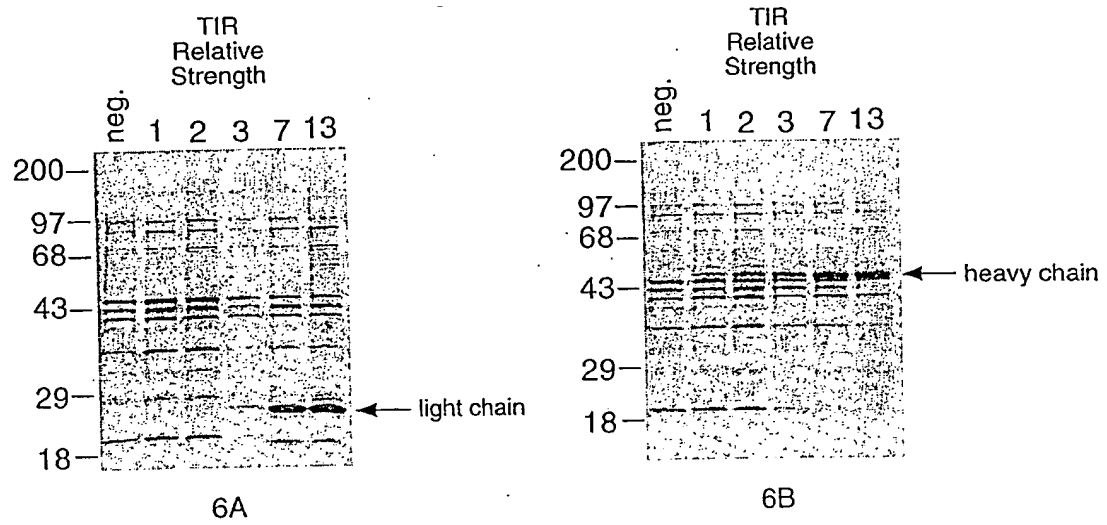 TIR
Relative
Strength
neg. 1 2 3 7 13
200
97
68
43
29
18
light chain
6A
TIR
Relative
Strength
neg. 1 2 3 7 13
200
97
68
43
29
18
heavy chain
6B